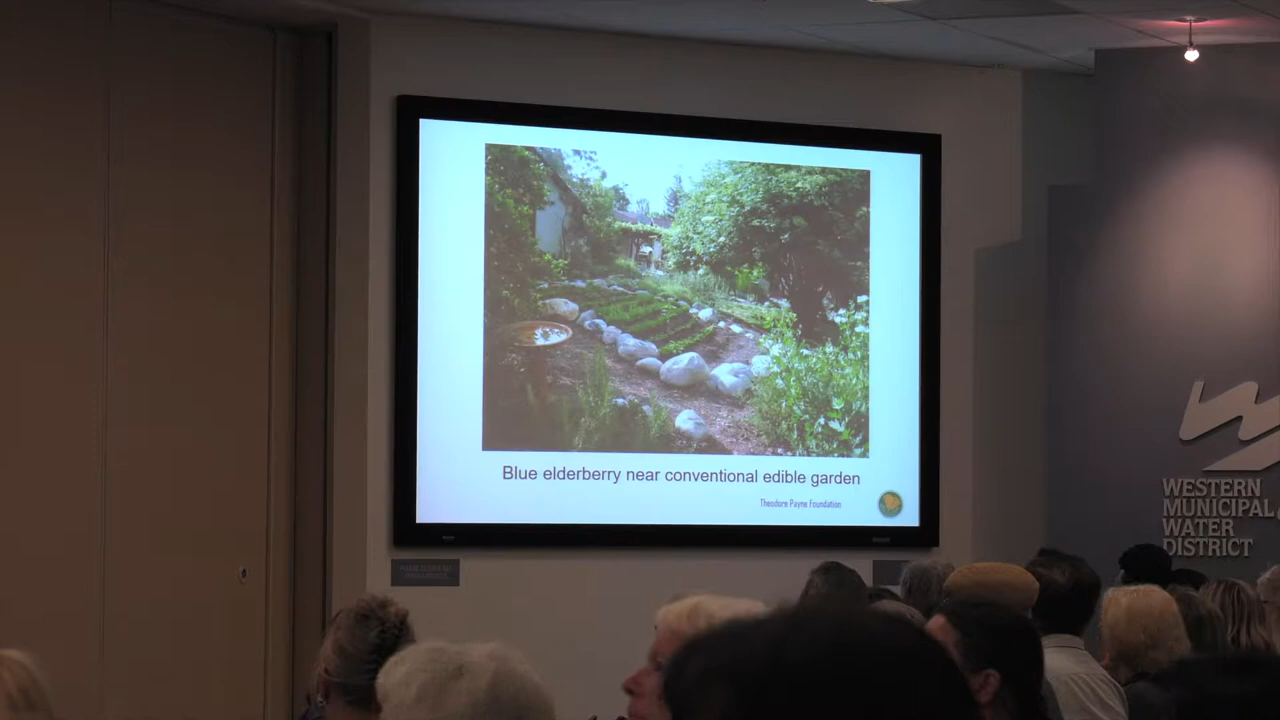 Blue elderberry near conventional edible garden
Theodore Payne Foundation
WESTERN
MUNICIPAL
WATER
DISTRICT